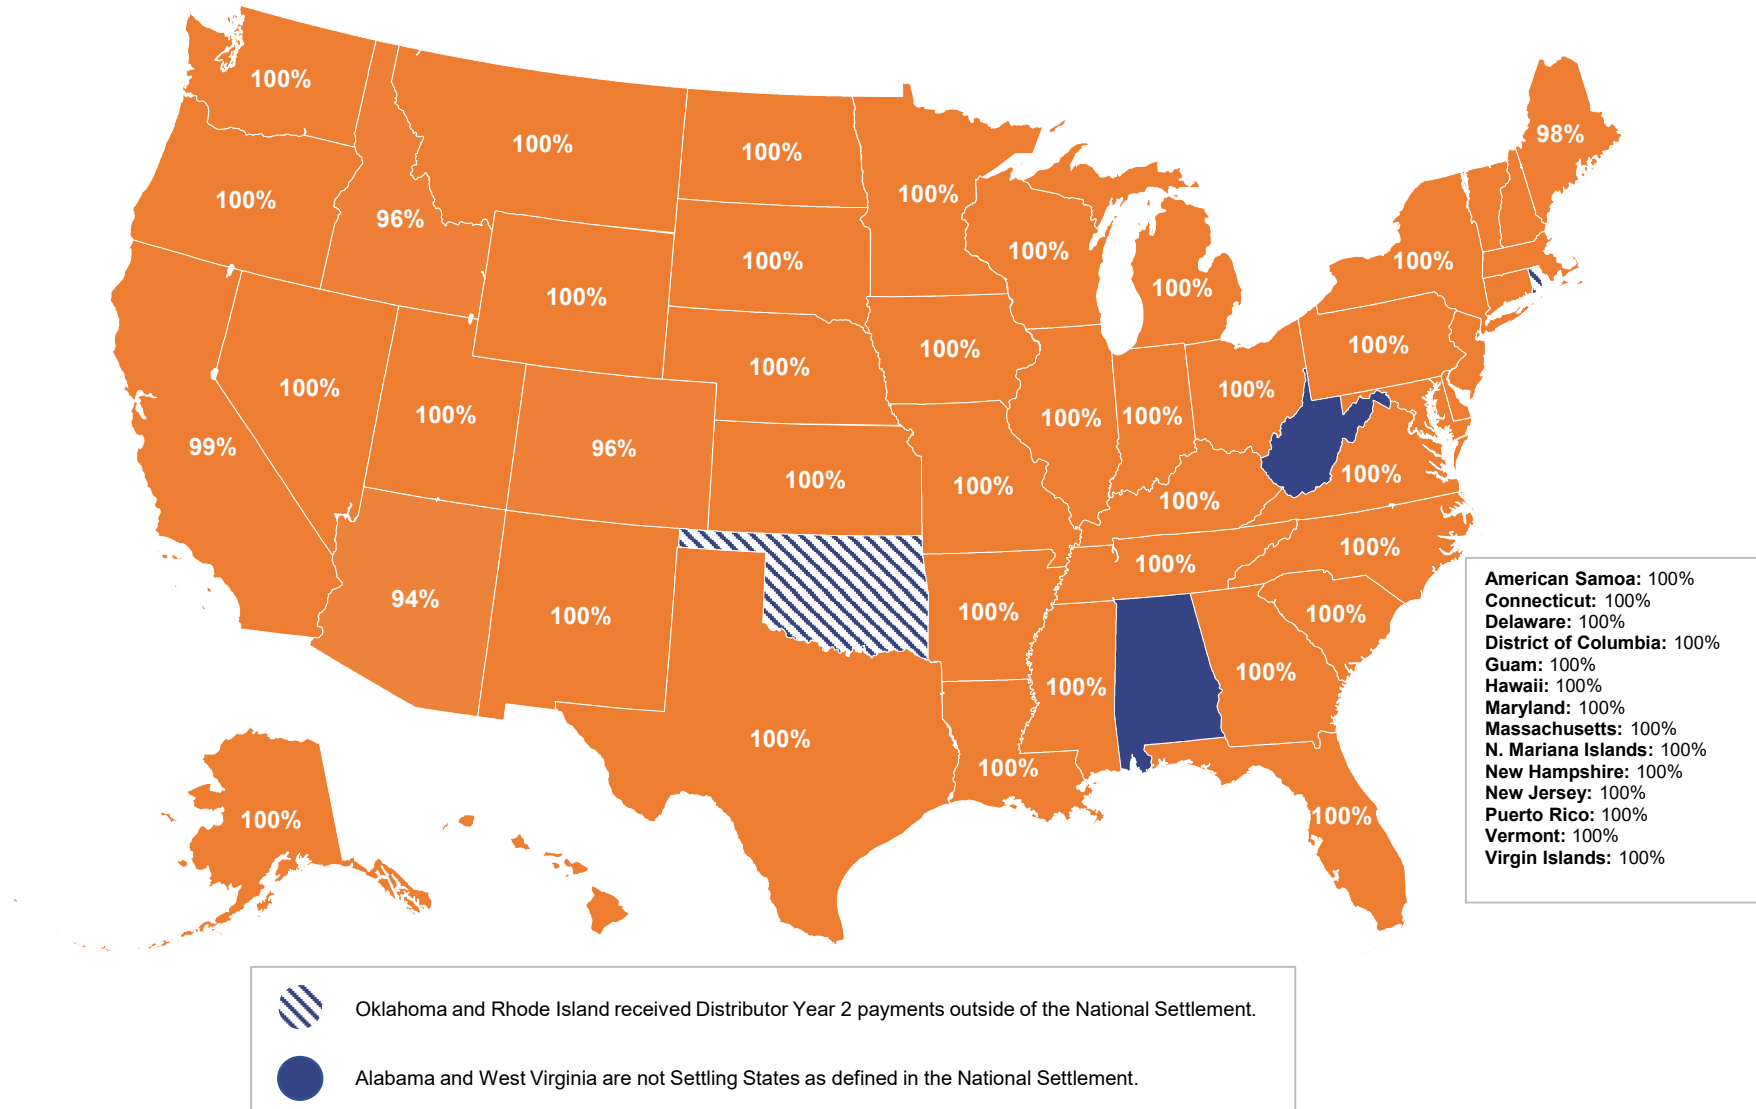 100%
98%
100%
100%
100%
100%
100%
96%
100%
100%
100%
100%
100%
100%
100%
100%
100%
100%
100%
100%
100%
99%
96%
100%
100%
100%
100%
100%
100%
100%
100%
94%
100%
100%
100%
100%
100%
100%
100%
100%
100%
100%
American Samoa: 100%
Connecticut: 100%
Delaware: 100%
District of Columbia: 100%
Guam: 100%
Hawaii: 100%
Maryland: 100%
Massachusetts: 100%
N. Mariana Islands: 100%
New Hampshire: 100%
New Jersey: 100%
Puerto Rico: 100%
Vermont: 100%
Virgin Islands: 100%
Oklahoma and Rhode Island received Distributor Year 2 payments outside of the National Settlement.
Alabama and West Virginia are not Settling States as defined in the National Settlement.